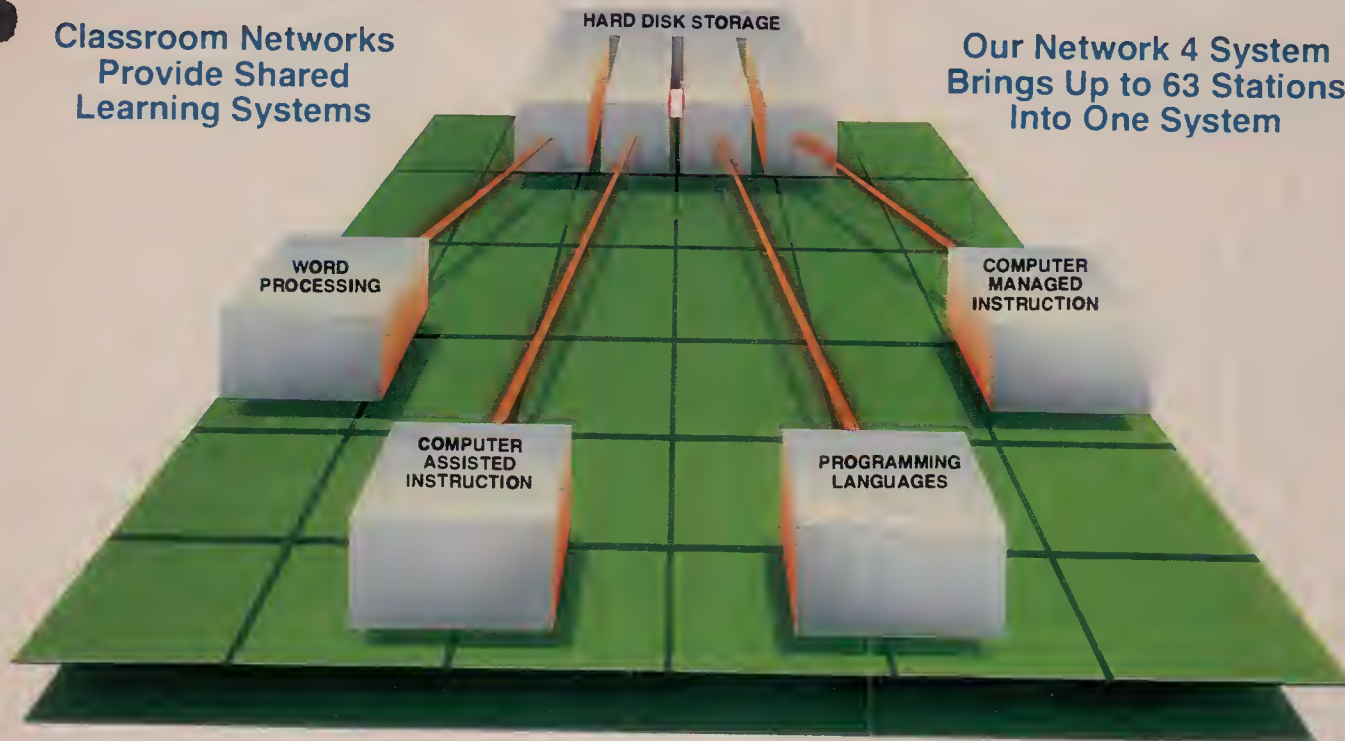 Classroom Networks
Provide Shared
Learning Systems
HARD DISK STORAGE
Our Network 4 System
Brings Up to 63 Stations
Into One System
WORD
PROCESSING
COMPUTER
MANAGED
INSTRUCTION
COMPUTER
ASSISTED
INSTRUCTION
PROGRAMMING
LANGUAGES